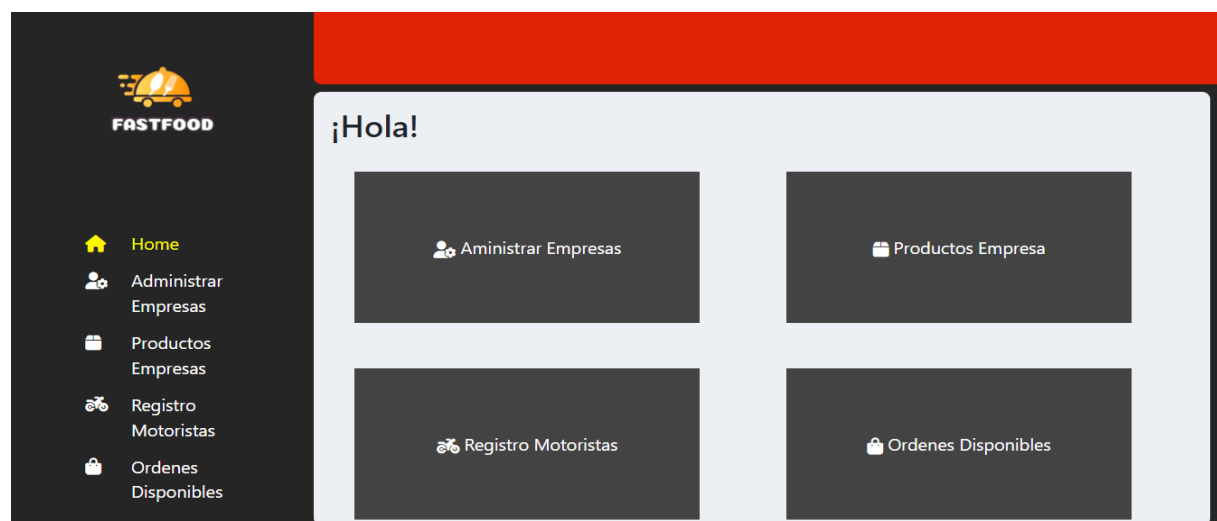 FASTFOOD
Home
Administrar
Empresas
Productos
Empresas
Registro
Motoristas
Ordenes
Disponibles
¡Hola!
Aministrar Empresas
Productos Empresa
Registro Motoristas
Ordenes Disponibles